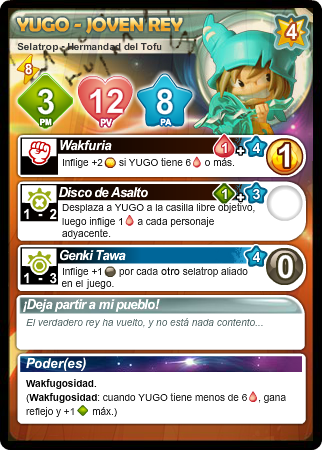 YUGO - JOVEN REY
4
Selatrop - Hermandad del Tofu
8
3 12 8
PM PV PA
Wakfuria 1 + 4
Inflige +2 si YUGO tiene 6 o más. 1
Disco de Asalto 1 + 3
1 - 2 Desplaza a YUGO a la casilla libre objetivo,
luego inflige 1 a cada personaje
adyacente.
Genki Tawa 4
1 - 3 Inflige +1 por cada otro selatrop aliado
en el juego. 0
¡Deja partir a mi pueblo!
El verdadero rey ha vuelto, y no está nada contento...
Poder(es)
Wakfugosidad.
(Wakfugosidad: cuando YUGO tiene menos de 6, gana
reflejo y +1 máx.)